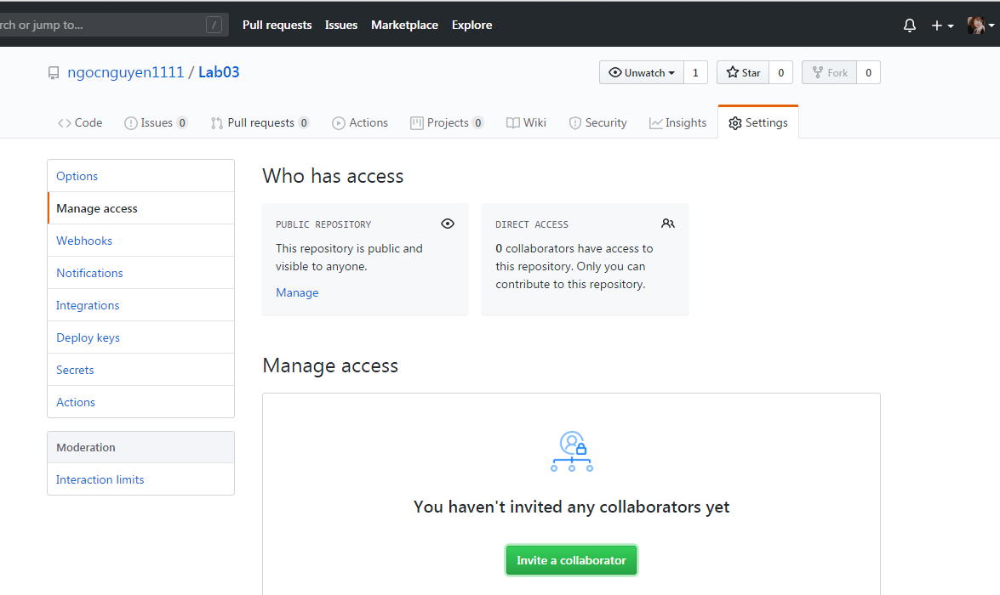 rch or jump to... / Pull requests Issues Marketplace Explore
ngocnguyen1111 / Lab03 Unwatch 1 Star 0 Fork 0
Code Issues 0 Pull requests 0 Actions Projects 0 Wiki Security Insights Settings
Options
Manage access
Webhooks
Notifications
Integrations
Deploy keys
Secrets
Actions
Moderation
Interaction limits
Who has access
PUBLIC REPOSITORY
This repository is public and
visible to anyone.
Manage
DIRECT ACCESS
0 collaborators have access to
this repository. Only you can
contribute to this repository.
Manage access
You haven't invited any collaborators yet
Invite a collaborator